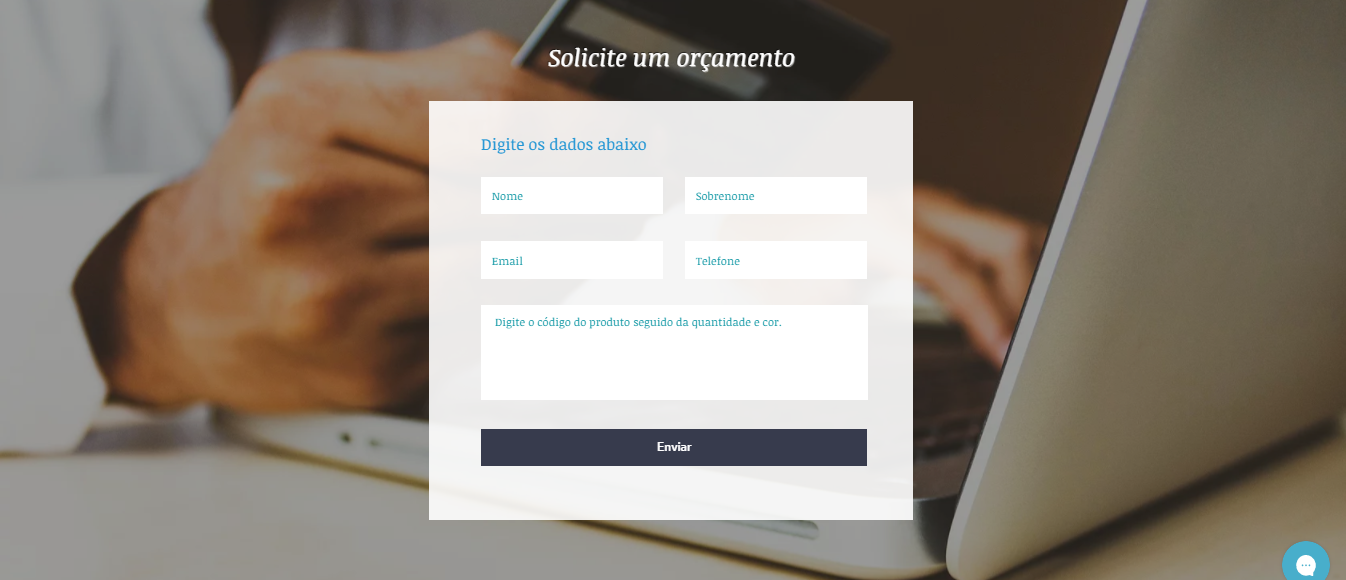 Solicite um orçamento
Digite os dados abaixo
Nome
Sobrenome
Email
Telefone
Digite o código do produto seguido da quantidade e cor.
Enviar